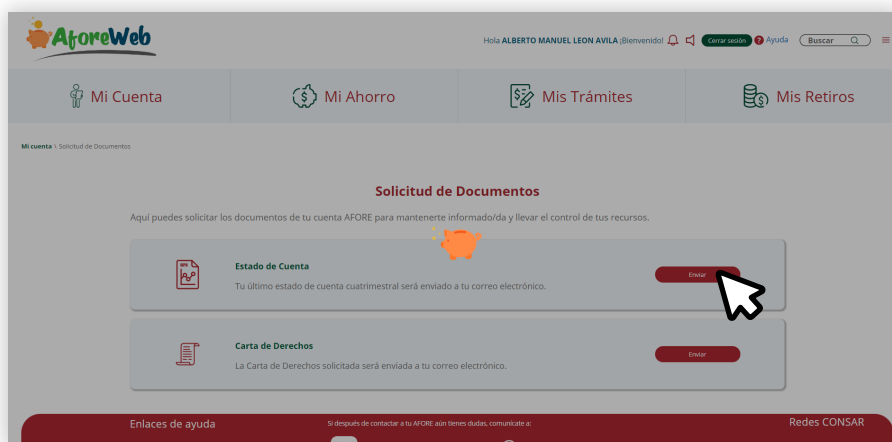 AforeWeb
Hola ALBERTO MANUEL LEON AVILA ¡Bienvenido! Cerrar sesión ? Ayuda Buscar
Mi Cuenta Mi Ahorro Mis Trámites Mis Retiros
Mi cuenta \ Solicitud de Documentos
Solicitud de Documentos
Aquí puedes solicitar los documentos de tu cuenta AFORE para mantenerte informado/da y llevar el control de tus recursos.
Estado de Cuenta
Enviar
Tu último estado de cuenta cuatrimestral será enviado a tu correo electrónico.
Carta de Derechos
Enviar
La Carta de Derechos solicitada será enviada a tu correo electrónico.
Enlaces de ayuda Si después de contactar a tu AFORE aún tienes dudas, comunícate a: Redes CONSAR